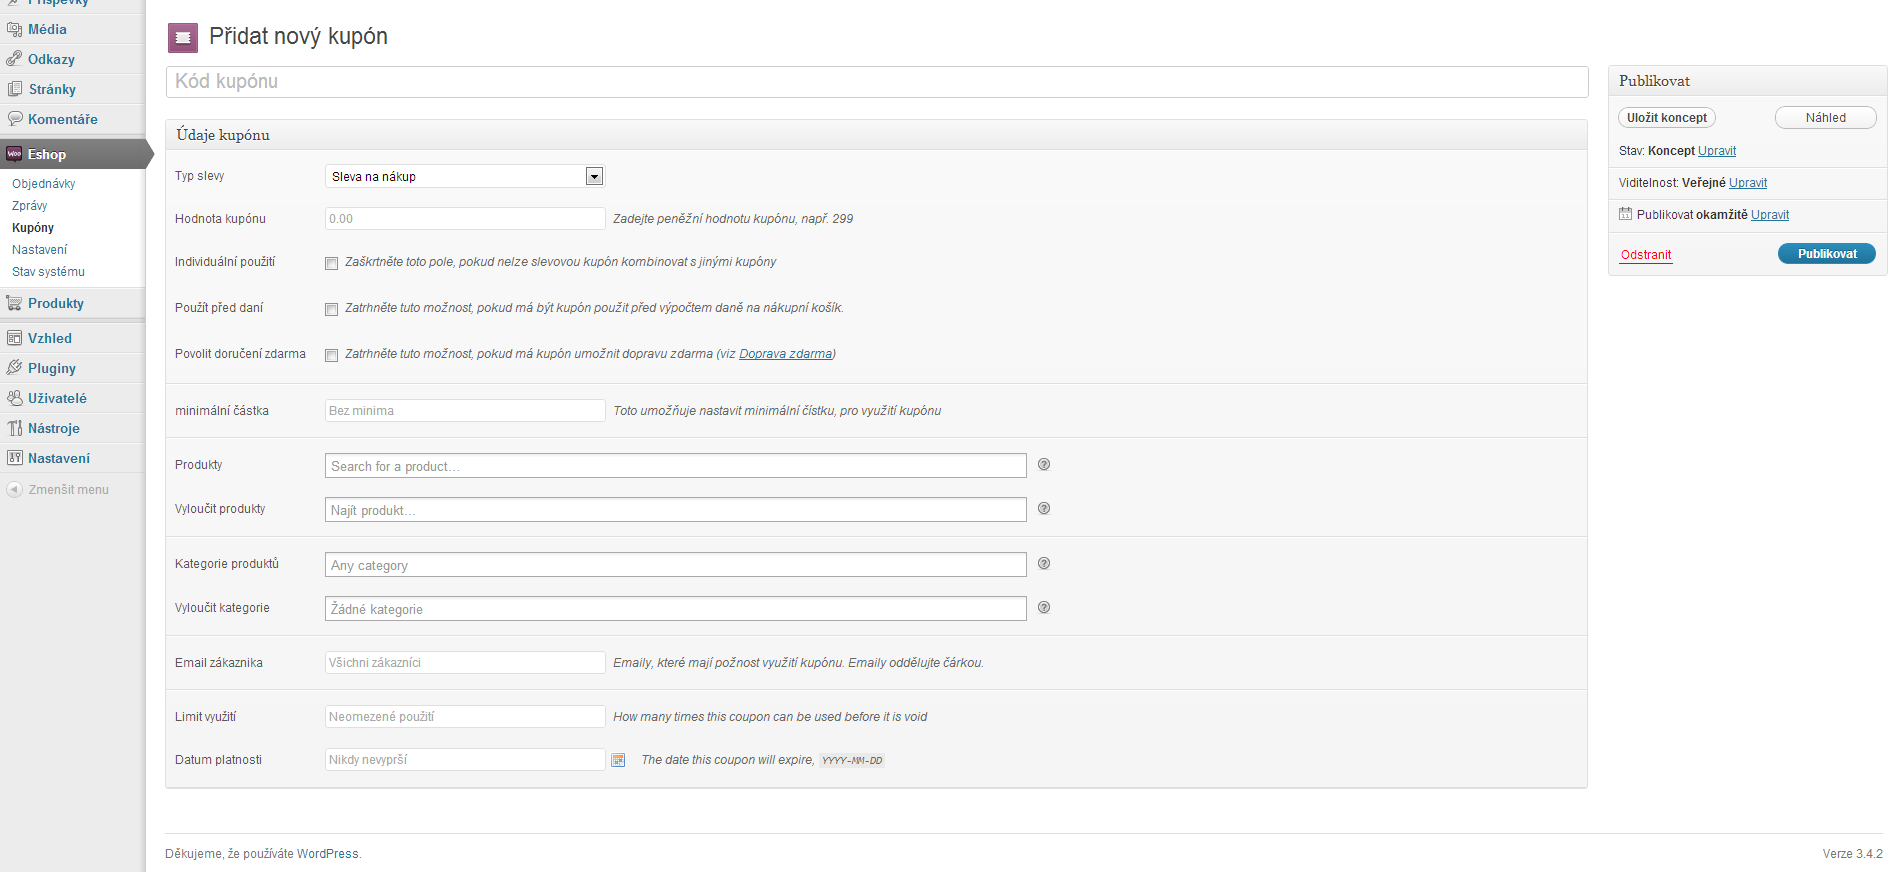 Příspěvky
Média
Odkazy
Stránky
Komentáře
Woo Eshop
Objednávky
Zprávy
Kupóny
Nastavení
Stav systému
Produkty
Vzhled
Pluginy
Uživatelé
Nástroje
Nastavení
Zmenšit menu
Přidat nový kupón
Kód kupónu
Údaje kupónu
Typ slevy Sleva na nákup
Hodnota kupónu 0.00 Zadejte peněžní hodnotu kupónu, např. 299
Individuální použití Zaškrtněte toto pole, pokud nelze slevovou kupón kombinovat s jinými kupóny
Použít před daní Zatrhněte tuto možnost, pokud má být kupón použit před výpočtem daně na nákupní košík.
Povolit doručení zdarma Zatrhněte tuto možnost, pokud má kupón umožnit dopravu zdarma (viz Doprava zdarma)
minimální částka Bez minima Toto umožňuje nastavit minimální čístku, pro využití kupónu
Produkty Search for a product…
Vyloučit produkty Najít produkt…
Kategorie produktů Any category
Vyloučit kategorie Žádné kategorie
Email zákaznika Všichni zákazníci Emaily, které mají požnost využití kupónu. Emaily oddělujte čárkou.
Limit využití Neomezené použití How many times this coupon can be used before it is void
Datum platnosti Nikdy nevyprší The date this coupon will expire, YYYY-MM-DD
Publikovat
Uložit koncept Náhled
Stav: Koncept Upravit
Viditelnost: Veřejné Upravit
Publikovat okamžitě Upravit
Odstranit Publikovat
Děkujeme, že používáte WordPress. Verze 3.4.2